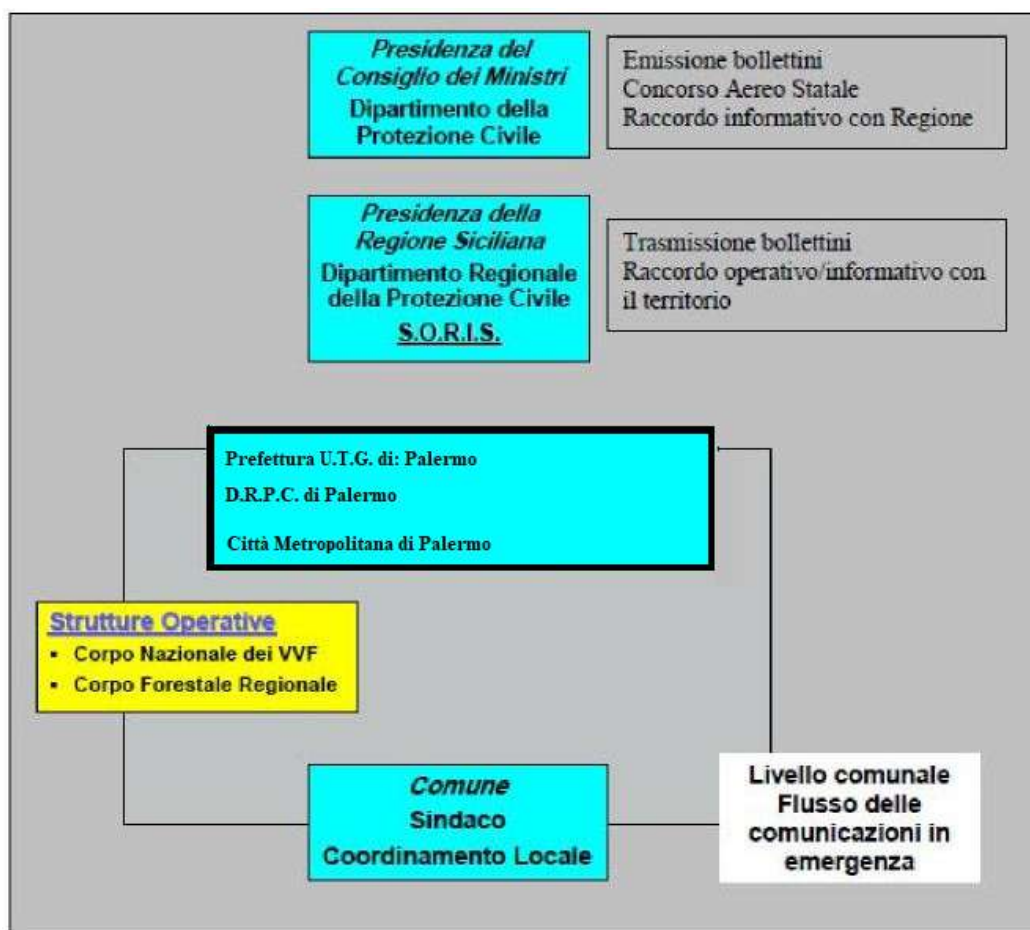 Presidenza del
Consiglio dei Ministri
Dipartimento della
Protezione Civile
Emissione bollettini
Concorso Aereo Statale
Raccordo informativo con Regione
Presidenza della
Regione Siciliana
Dipartimento Regionale
della Protezione Civile
S.O.R.I.S.
Trasmissione bollettini
Raccordo operativo/informativo con
il territorio
Prefettura U.T.G. di: Palermo
D.R.P.C. di Palermo
Città Metropolitana di Palermo
Strutture Operative
▪ Corpo Nazionale dei VVF
▪ Corpo Forestale Regionale
Comune
Sindaco
Coordinamento Locale
Livello comunale
Flusso delle
comunicazioni in
emergenza